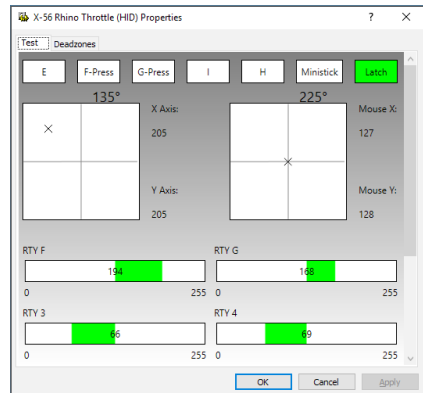 X-56 Rhino Throttle (HID) Properties ? ×
Test Deadzones
E F-Press G-Press I H Ministick Latch
135° 225°
X Axis: Mouse X:
205 127
Y Axis: Mouse Y:
205 128
RTY F RTY G
194 168
0 255 0 255
RTY 3 RTY 4
66 69
0 255 0 255
OK Cancel Apply